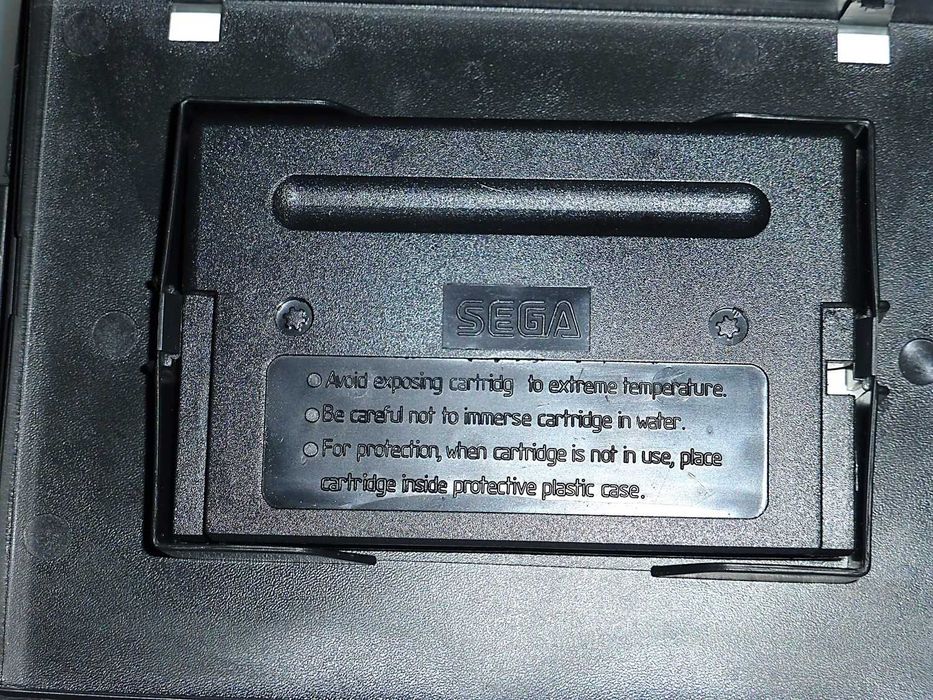 SEGA
○ Avoid exposing cartridg to extreme temperature.
○ Be careful not to immerse cartridge in water.
○ For protection, when cartridge is not in use, place
cartridge inside protective plastic case.